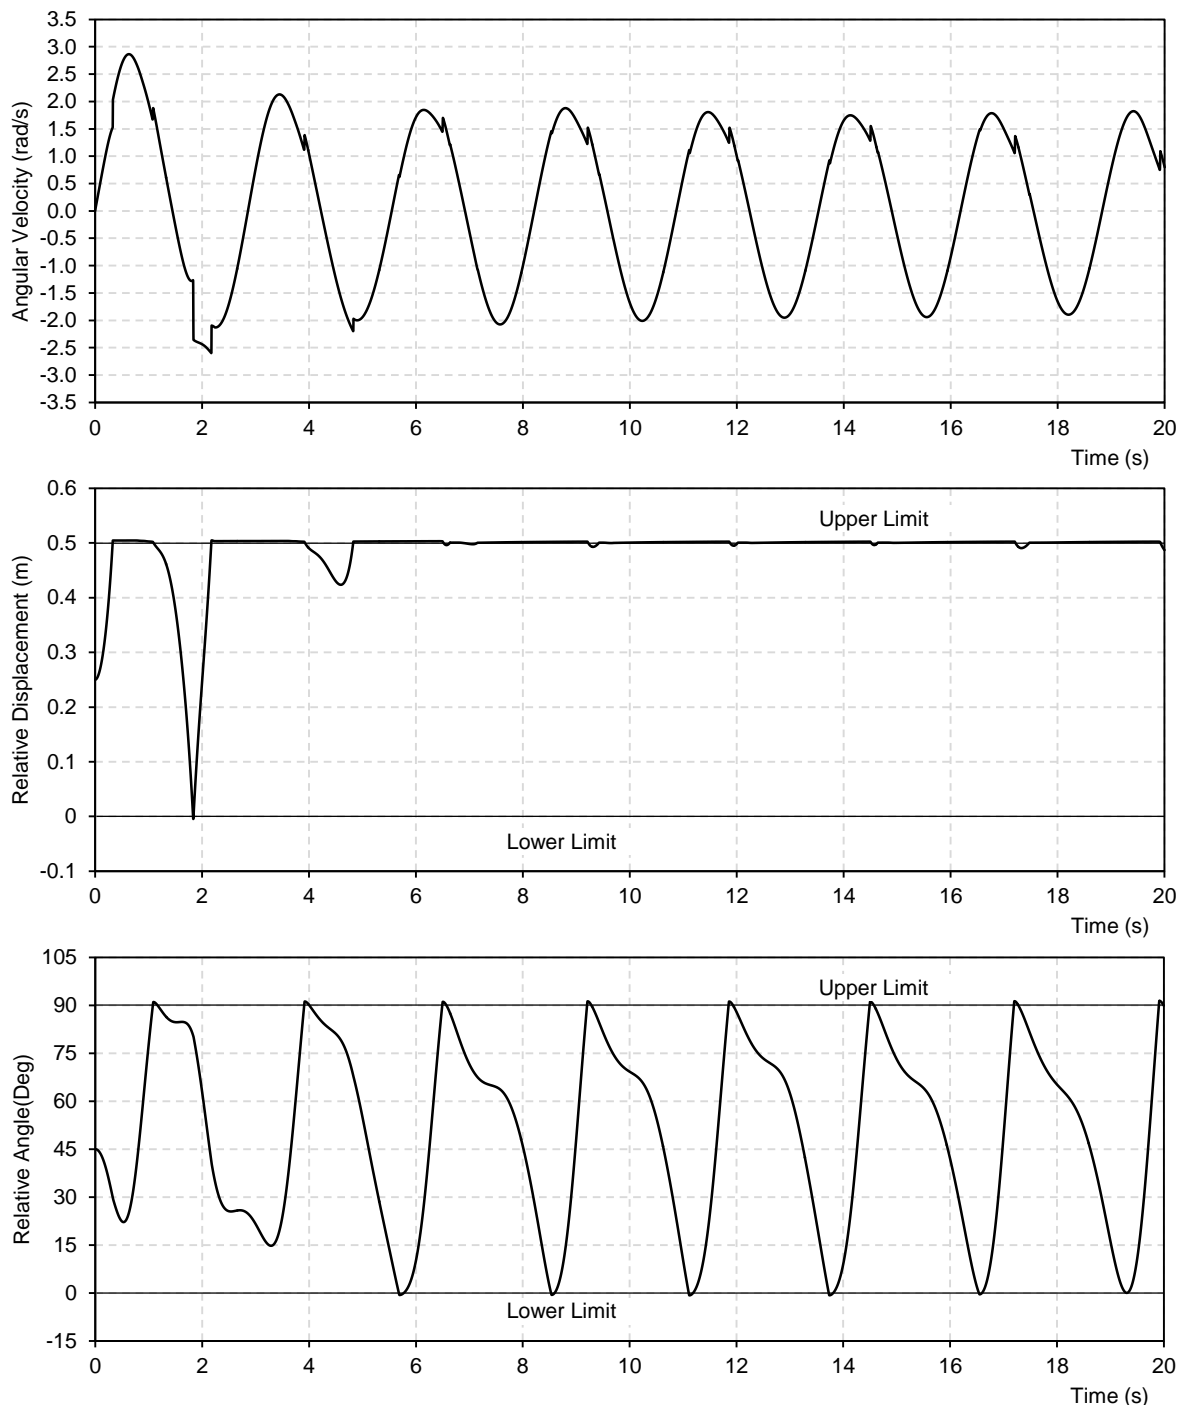 Angular Velocity (rad/s)
3.5
3.0
2.5
2.0
1.5
1.0
0.5
0.0
-0.5
-1.0
-1.5
-2.0
-2.5
-3.0
-3.5
0 2 4 6 8 10 12 14 16 18 20
Time (s)
Relative Displacement (m)
0.6
0.5
0.4
0.3
0.2
0.1
0
-0.1
Upper Limit
Lower Limit
0 2 4 6 8 10 12 14 16 18 20
Time (s)
Relative Angle(Deg)
105
90
75
60
45
30
15
0
-15
Upper Limit
Lower Limit
0 2 4 6 8 10 12 14 16 18 20
Time (s)